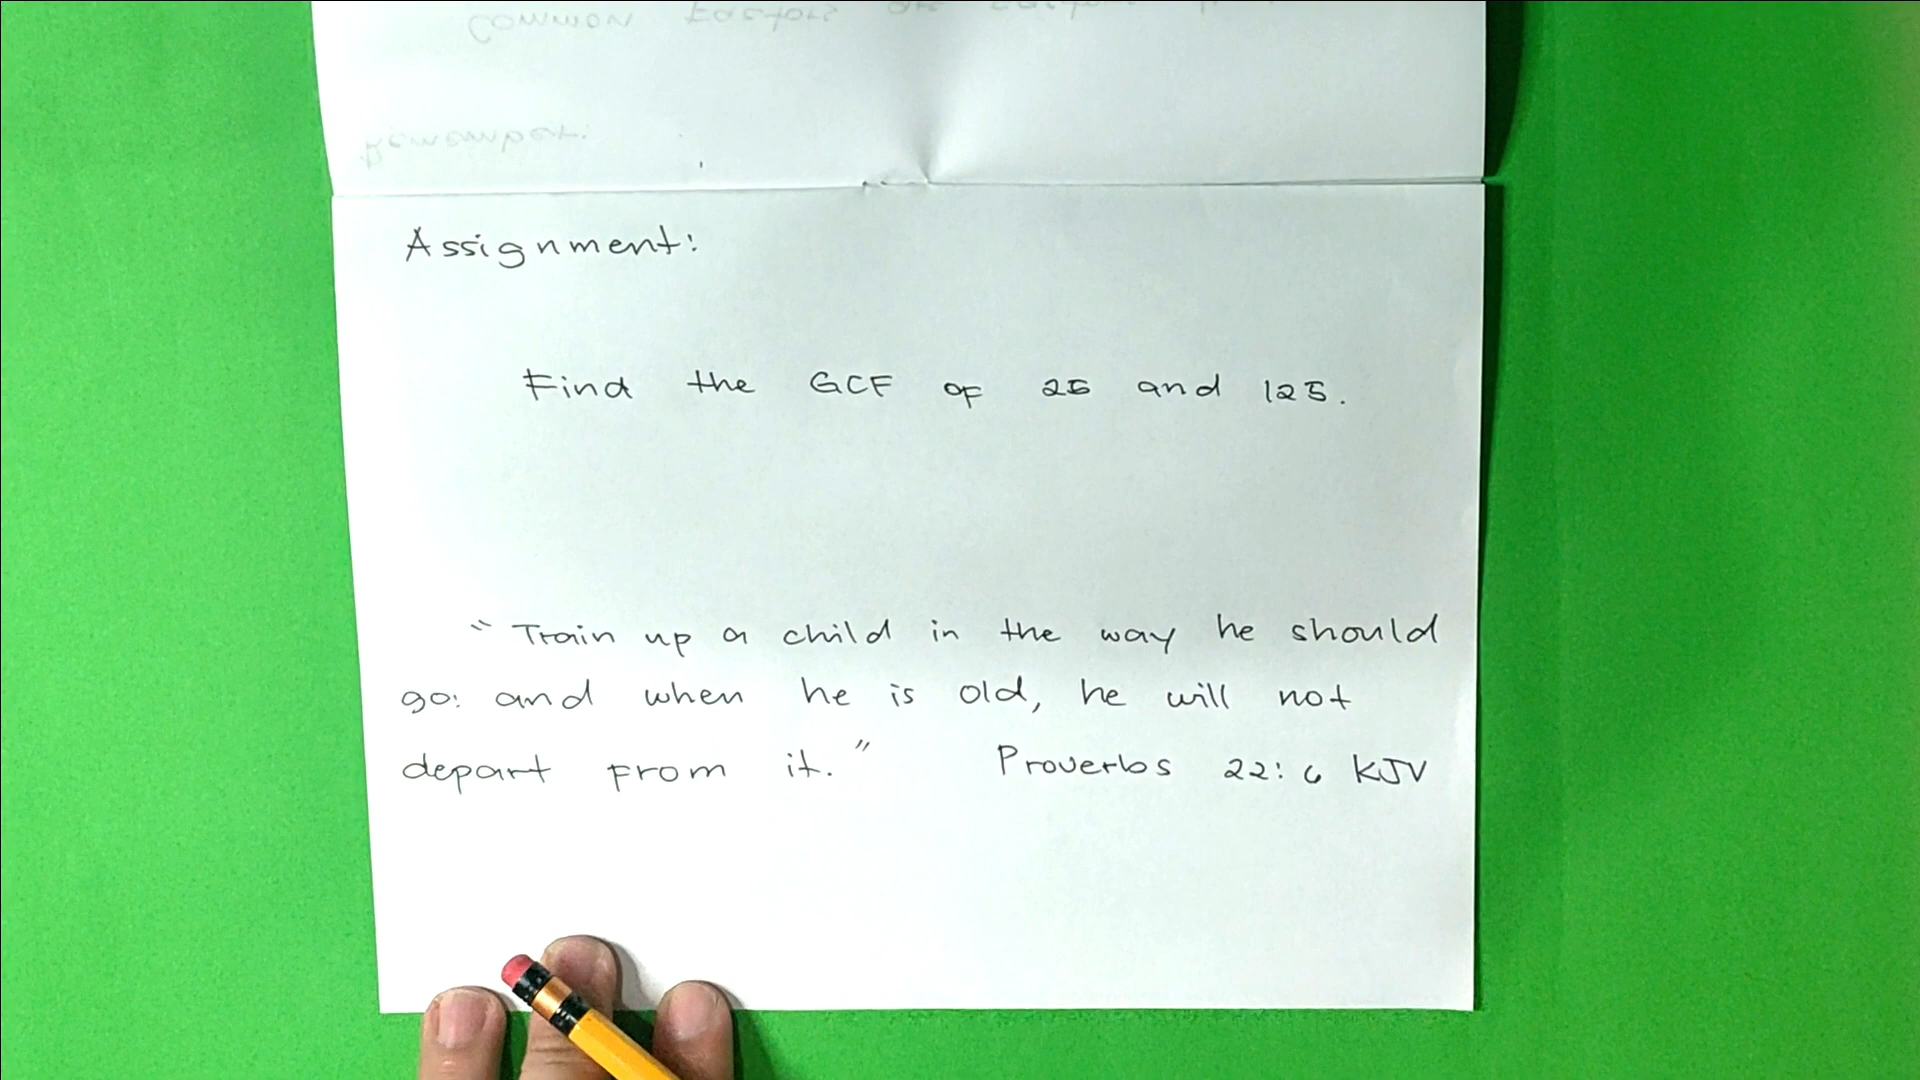 Assignment:
Find the GCF of 25 and 125.
"Train up a child in the way he should
go: and when he is old, he will not
depart from it." Proverbs 22:6 KJV